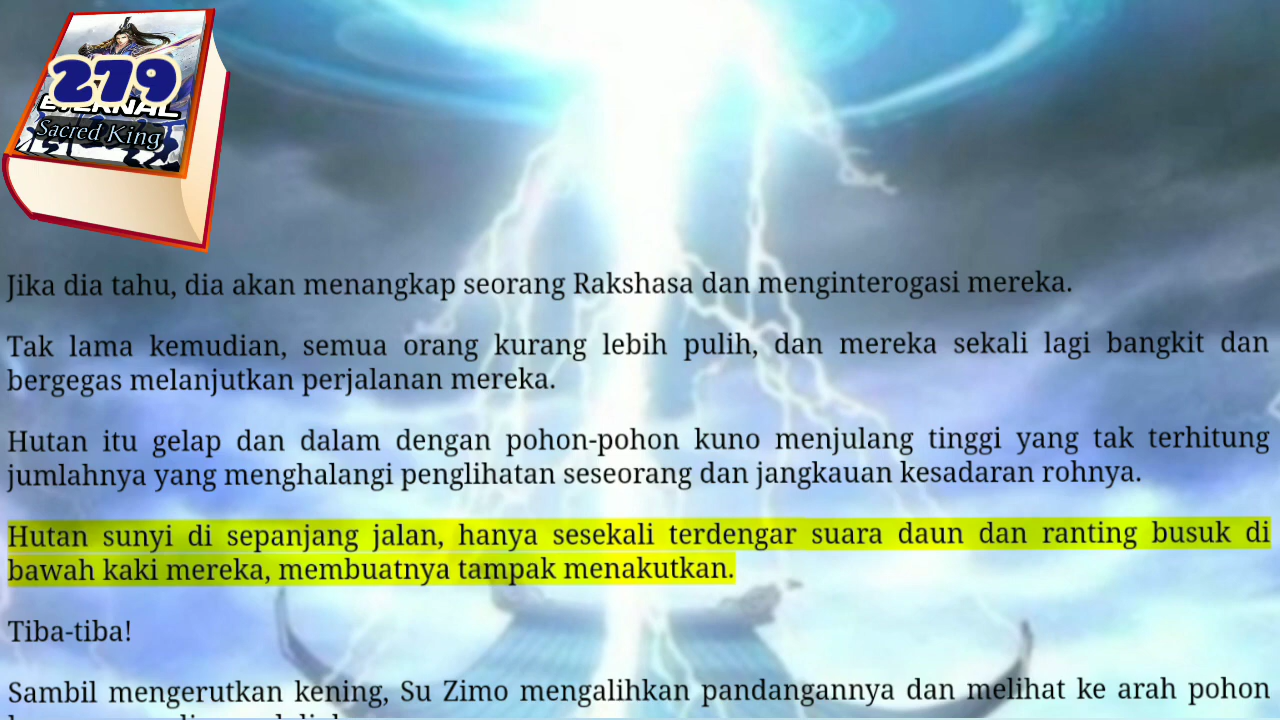 279
ETERNAL
Sacred King
Jika dia tahu, dia akan menangkap seorang Rakshasa dan menginterogasi mereka.
Tak lama kemudian, semua orang kurang lebih pulih, dan mereka sekali lagi bangkit dan
bergegas melanjutkan perjalanan mereka.
Hutan itu gelap dan dalam dengan pohon-pohon kuno menjulang tinggi yang tak terhitung
jumlahnya yang menghalangi penglihatan seseorang dan jangkauan kesadaran rohnya.
Hutan sunyi di sepanjang jalan, hanya sesekali terdengar suara daun dan ranting busuk di
bawah kaki mereka, membuatnya tampak menakutkan.
Tiba-tiba!
Sambil mengerutkan kening, Su Zimo mengalihkan pandangannya dan melihat ke arah pohon